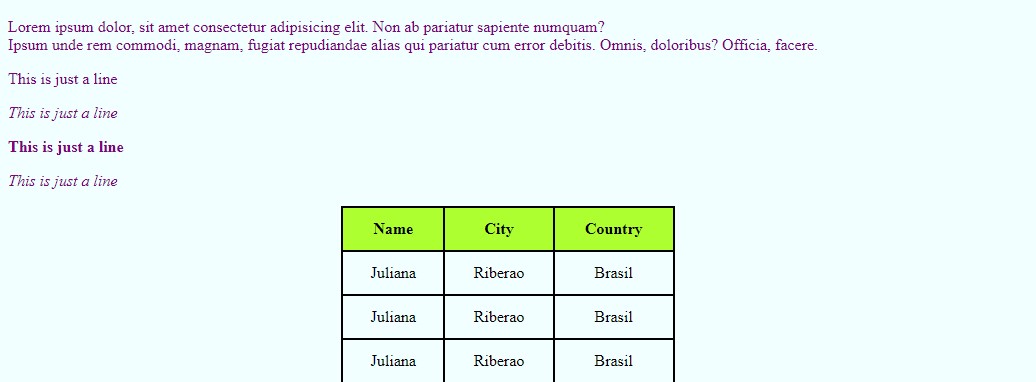 Lorem ipsum dolor, sit amet consectetur adipisicing elit. Non ab pariatur sapiente numquam?
Ipsum unde rem commodi, magnam, fugiat repudiandae alias qui pariatur cum error debitis. Omnis, doloribus? Officia, facere.
This is just a line
This is just a line
This is just a line
This is just a line
Name City Country
Juliana Riberao Brasil
Juliana Riberao Brasil
Juliana Riberao Brasil